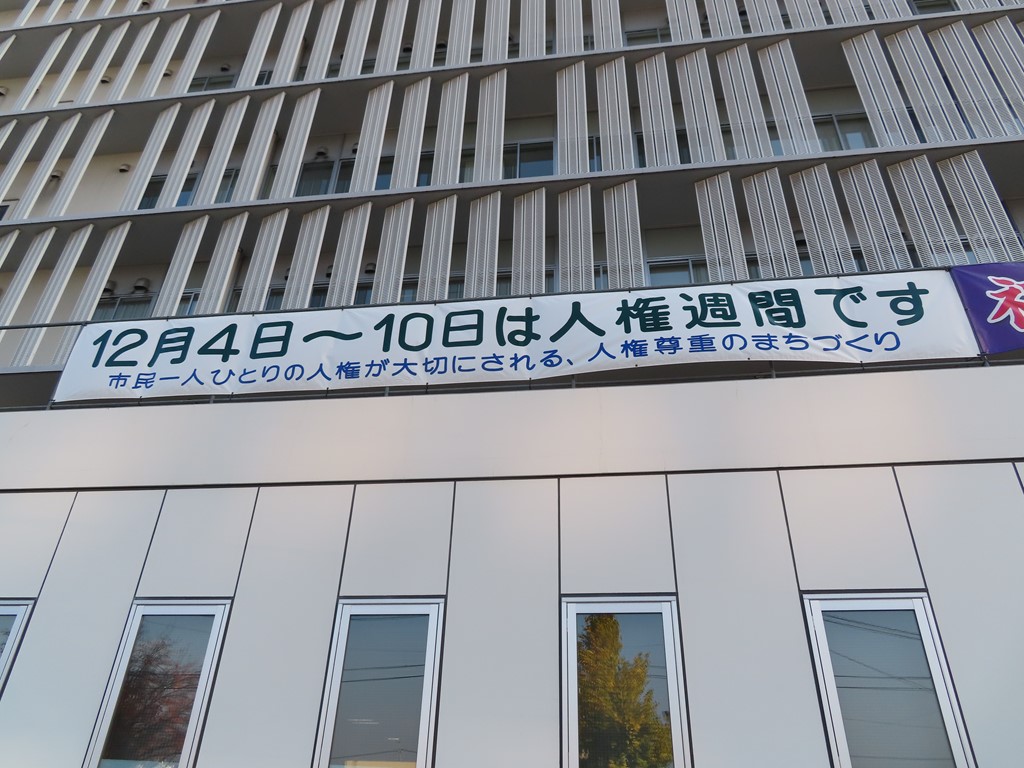 12月4日～10日は人権週間です
市民一人ひとりの人権が大切にされる、人権尊重のまちづくり